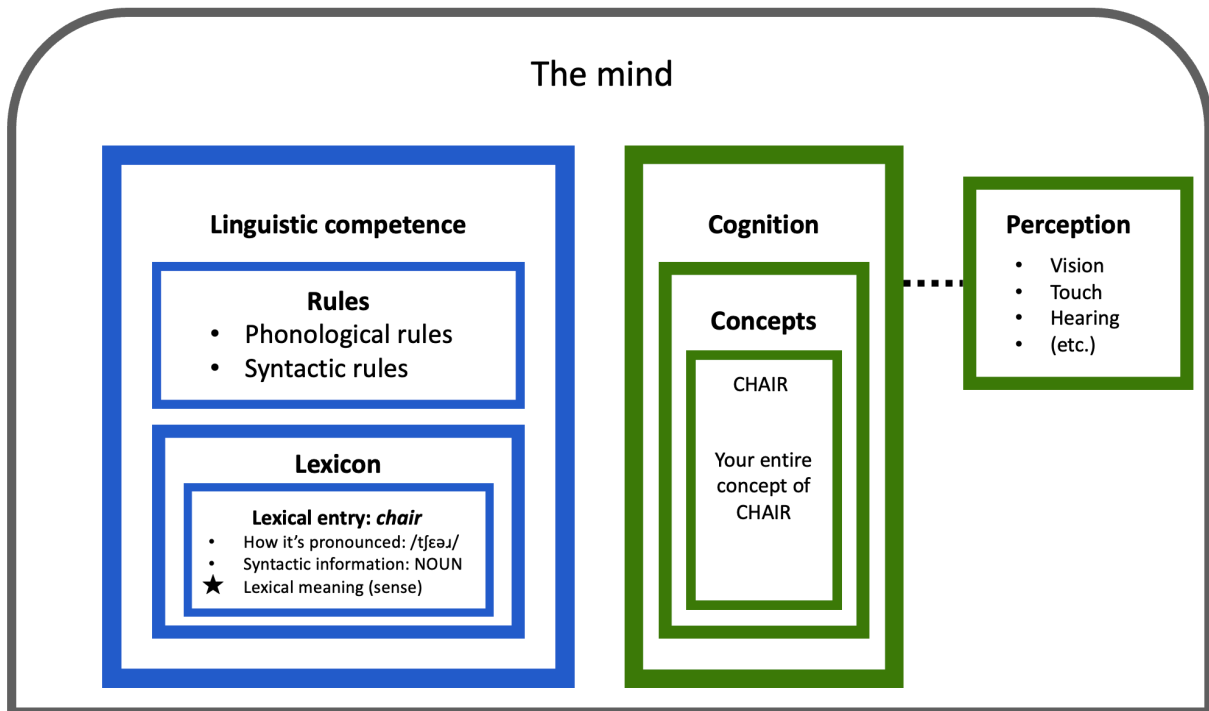 The mind
Linguistic competence
Rules
• Phonological rules
• Syntactic rules
Lexicon
Lexical entry: chair
• How it’s pronounced: /tʃɛəɹ/
• Syntactic information: NOUN
★ Lexical meaning (sense)
Cognition
Concepts
CHAIR
Your entire
concept of
CHAIR
Perception
• Vision
• Touch
• Hearing
• (etc.)